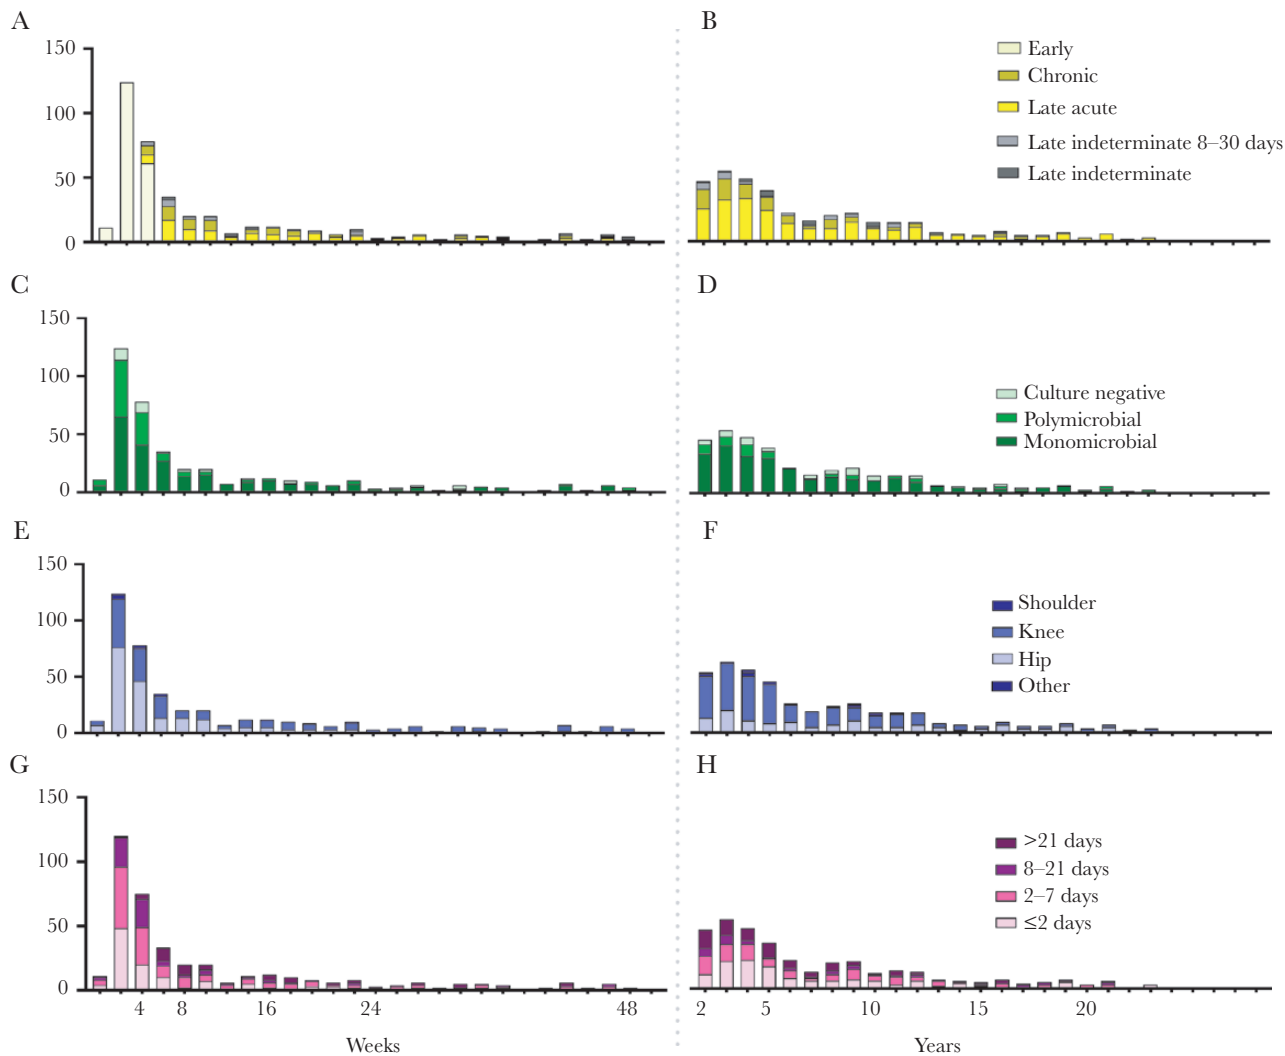 A
B
150
100
50
0
Early
Chronic
Late acute
Late indeterminate 8–30 days
Late indeterminate
C
D
150
100
50
0
Culture negative
Polymicrobial
Monomicrobial
E
F
150
100
50
0
Shoulder
Knee
Hip
Other
G
H
150
100
50
0
>21 days
8–21 days
2–7 days
≤2 days
4 8 16 24 48
2 5 10 15 20
Weeks
Years